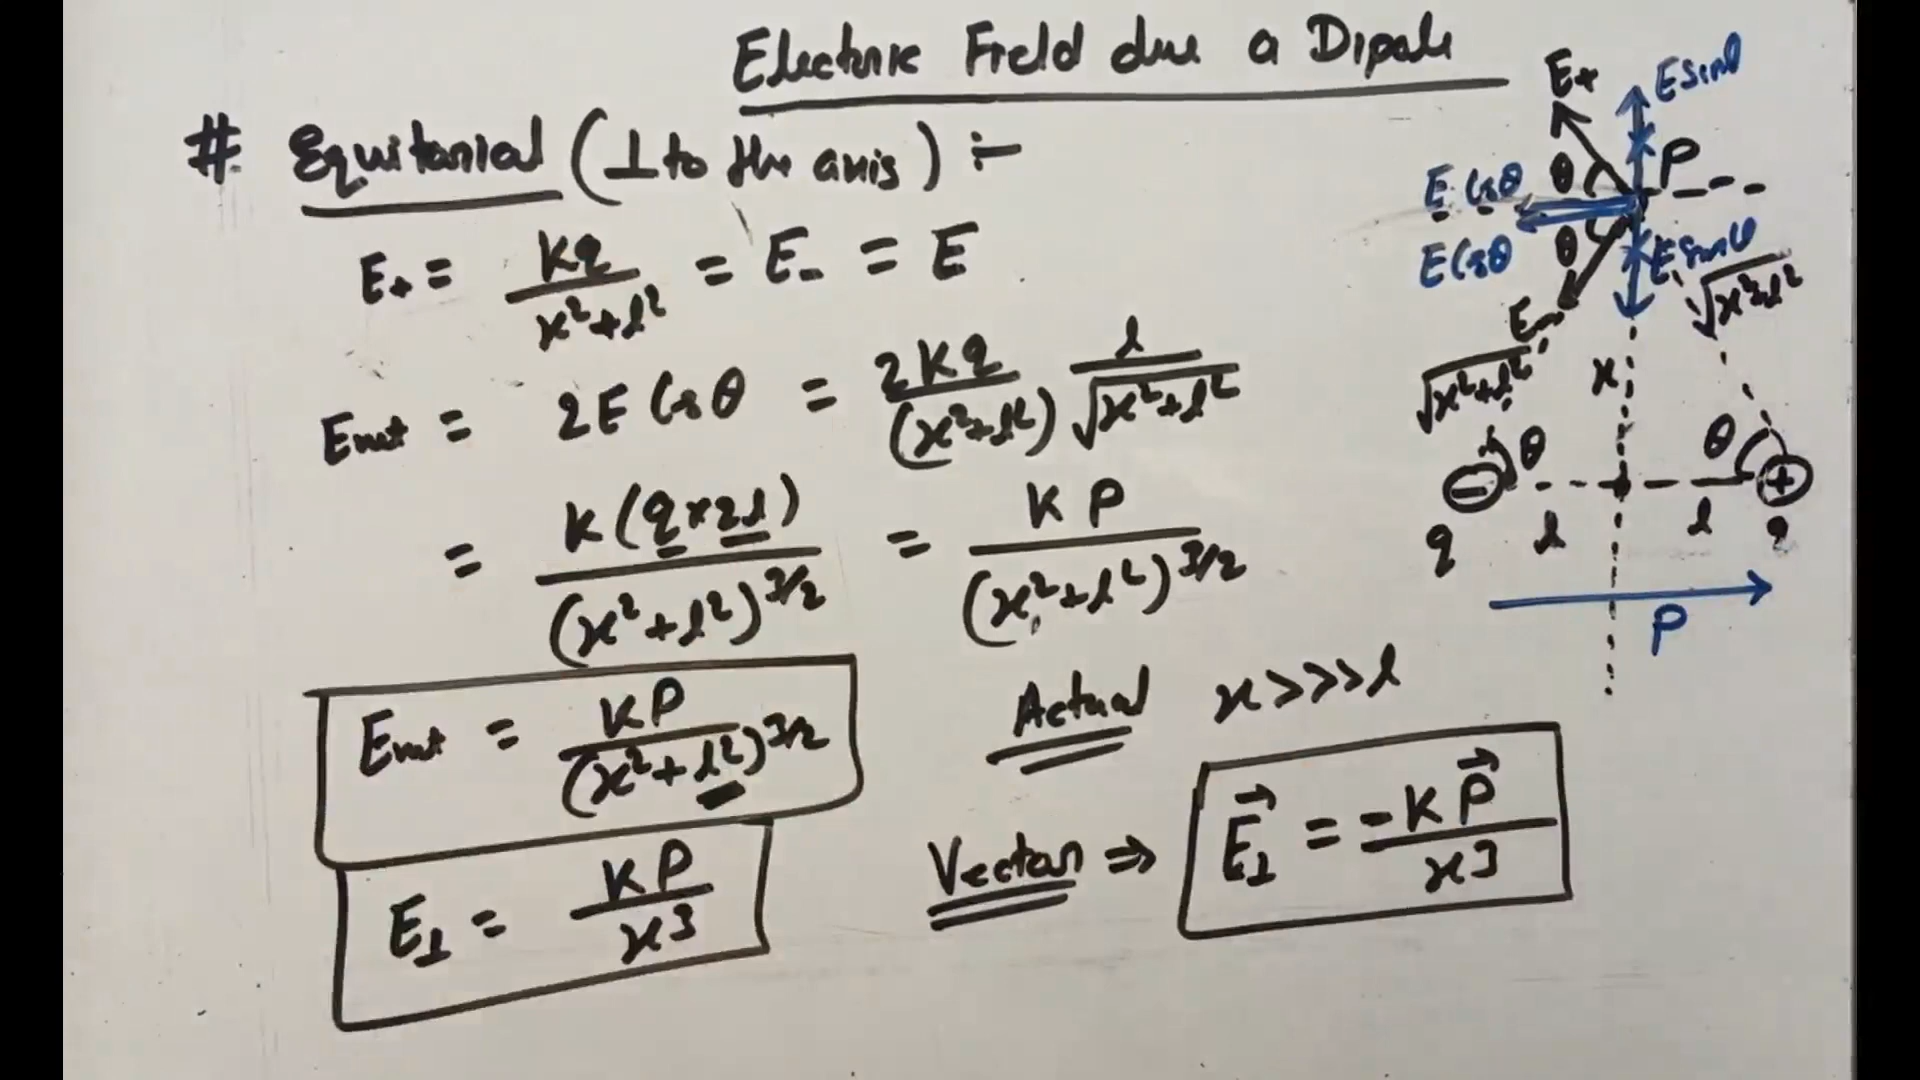 Electric Field due a Dipole
# Equitorial (⊥ to the axis) :-
E+ = Kq / x²+l² = E- = E
Enet = 2E Cosθ = 2Kq / (x²+l²) l / √x²+l²
= K(q×2l) / (x²+l²)^3/2 = KP / (x²+l²)^3/2
Enet = KP / (x²+l²)^3/2
Actual x>>>l
E⊥ = KP / x3
Vector ⇒ E⃗⊥ = -KP⃗ / x3
E+
E sinθ
P
θ
E Cosθ
E Cosθ
θ
E sinθ
E-
√x²+l²
√x²+l²
x
θ
θ
-
+
q
l
l
q
P